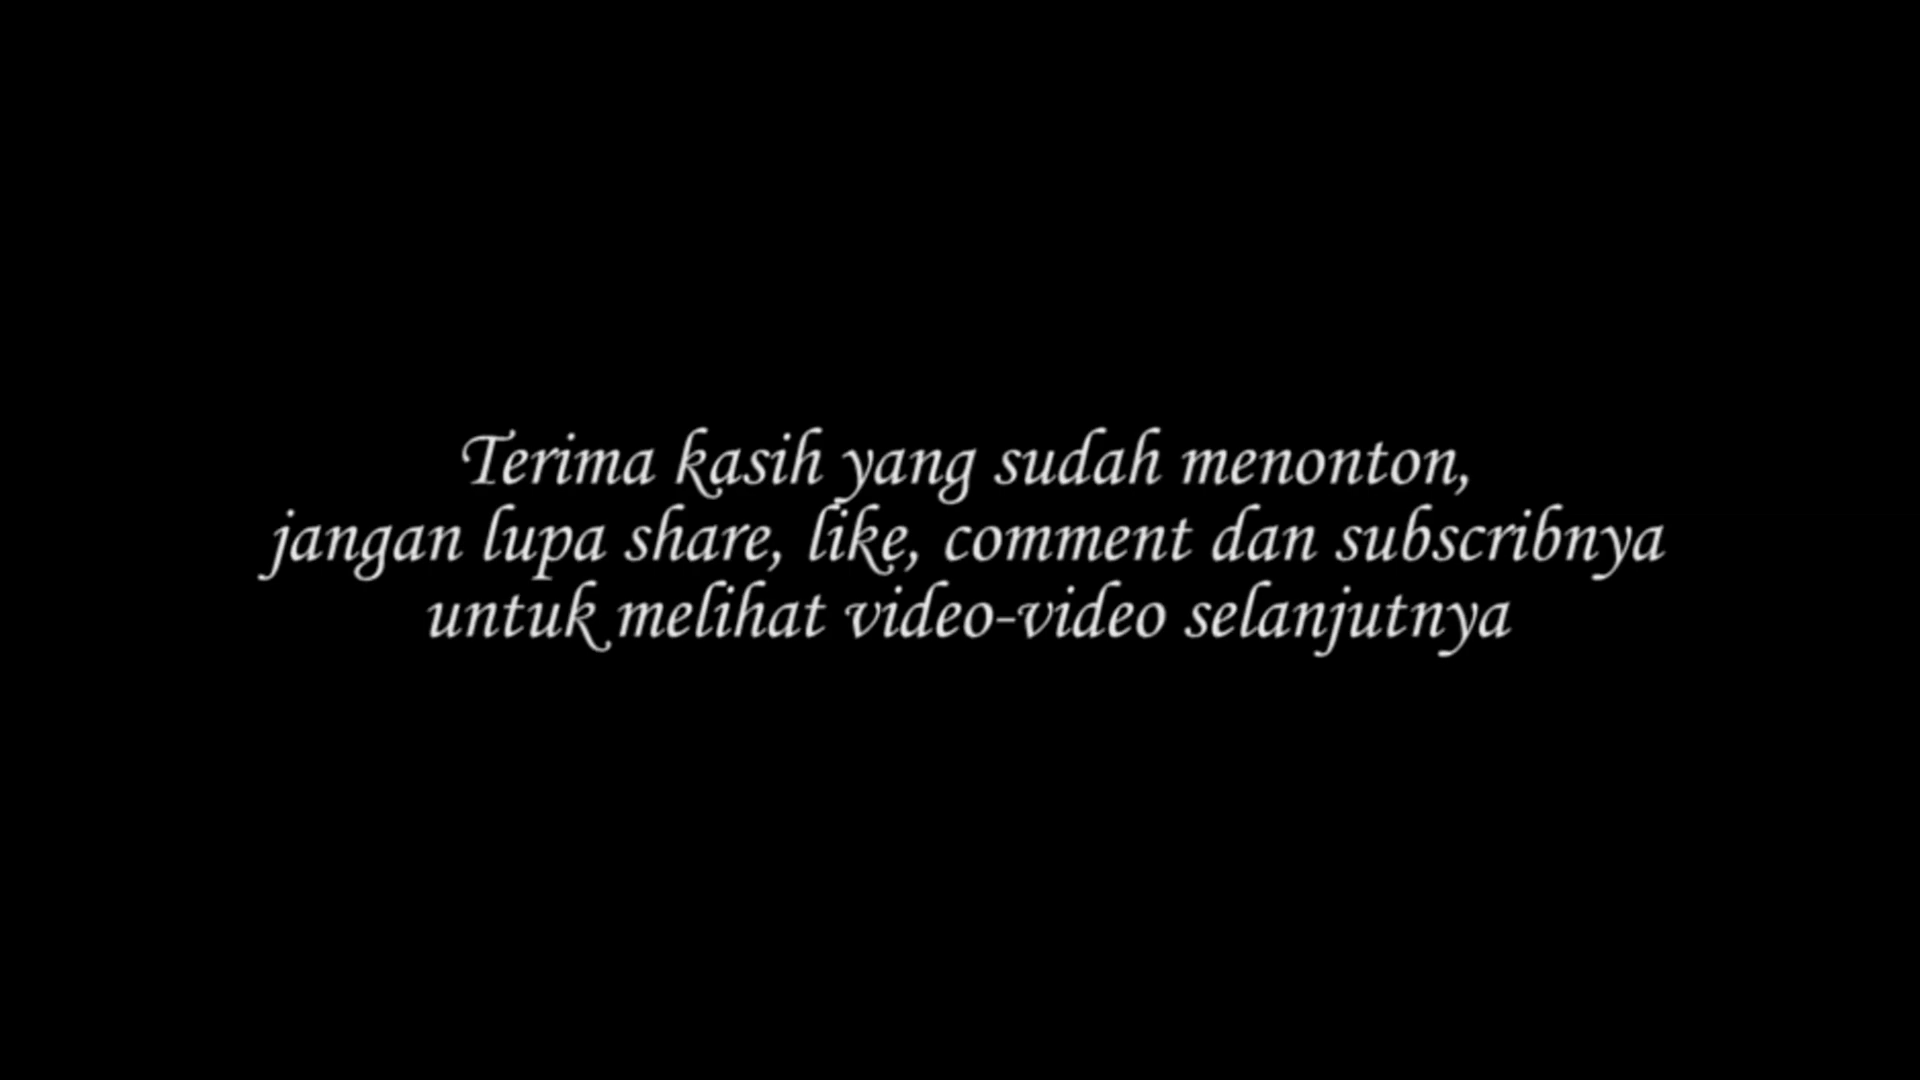 Terima kasih yang sudah menonton,
jangan lupa share, like, comment dan subscribnya
untuk melihat video-video selanjutnya